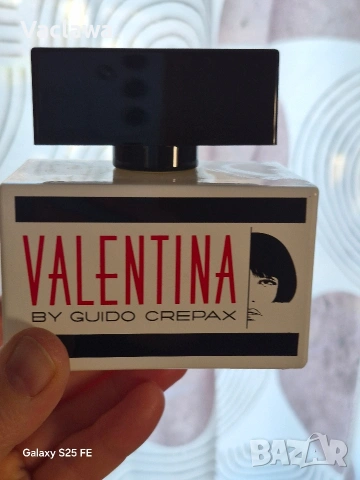 Vaclawa
VALENTINA
BY GUIDO CREPAX
Galaxy S25 FE
BAZAR